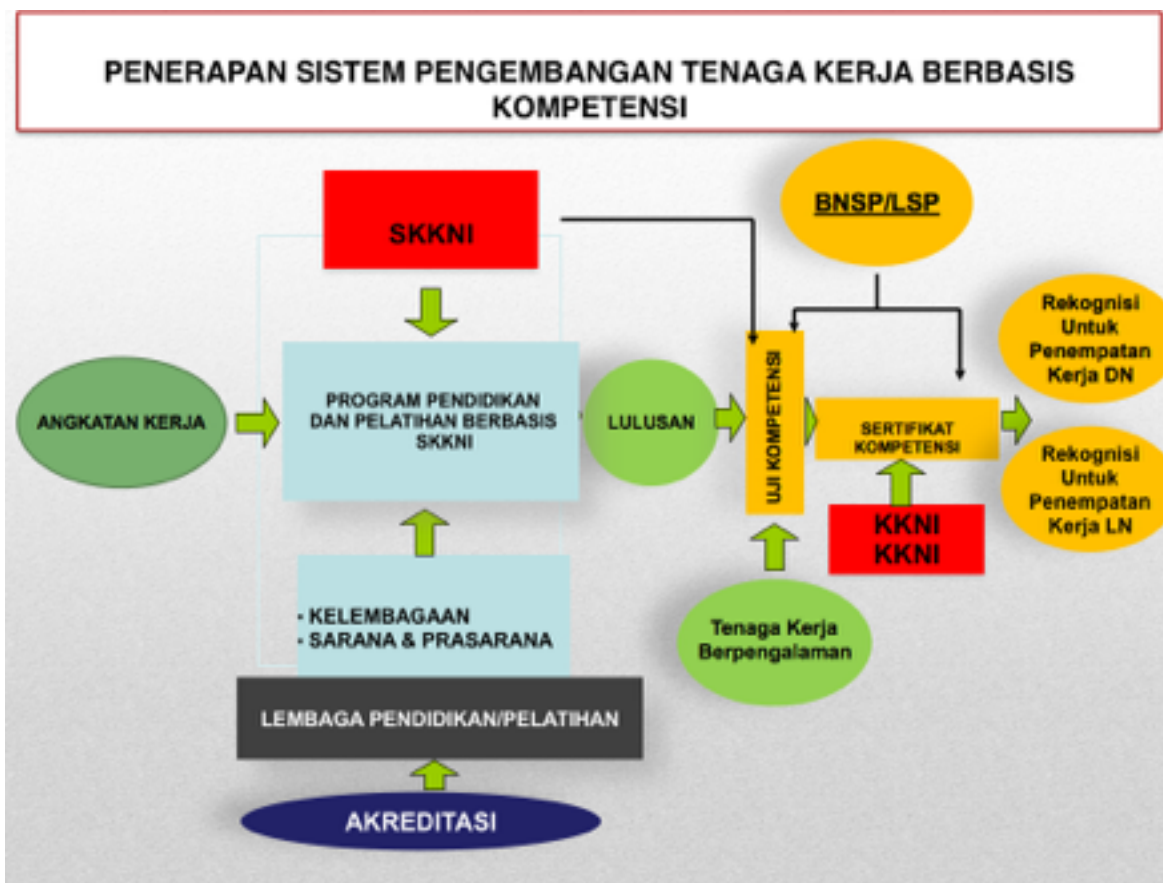 PENERAPAN SISTEM PENGEMBANGAN TENAGA KERJA BERBASIS
KOMPETENSI
SKKNI
BNSP/LSP
ANGKATAN KERJA
PROGRAM PENDIDIKAN
DAN PELATIHAN BERBASIS
SKKNI
LULUSAN
UJI KOMPETENSI
SERTIFIKAT
KOMPETENSI
Rekognisi
Untuk
Penempatan
Kerja DN
Rekognisi
Untuk
Penempatan
Kerja LN
KKNI
KKNI
- KELEMBAGAAN
- SARANA & PRASARANA
Tenaga Kerja
Berpengalaman
LEMBAGA PENDIDIKAN/PELATIHAN
AKREDITASI